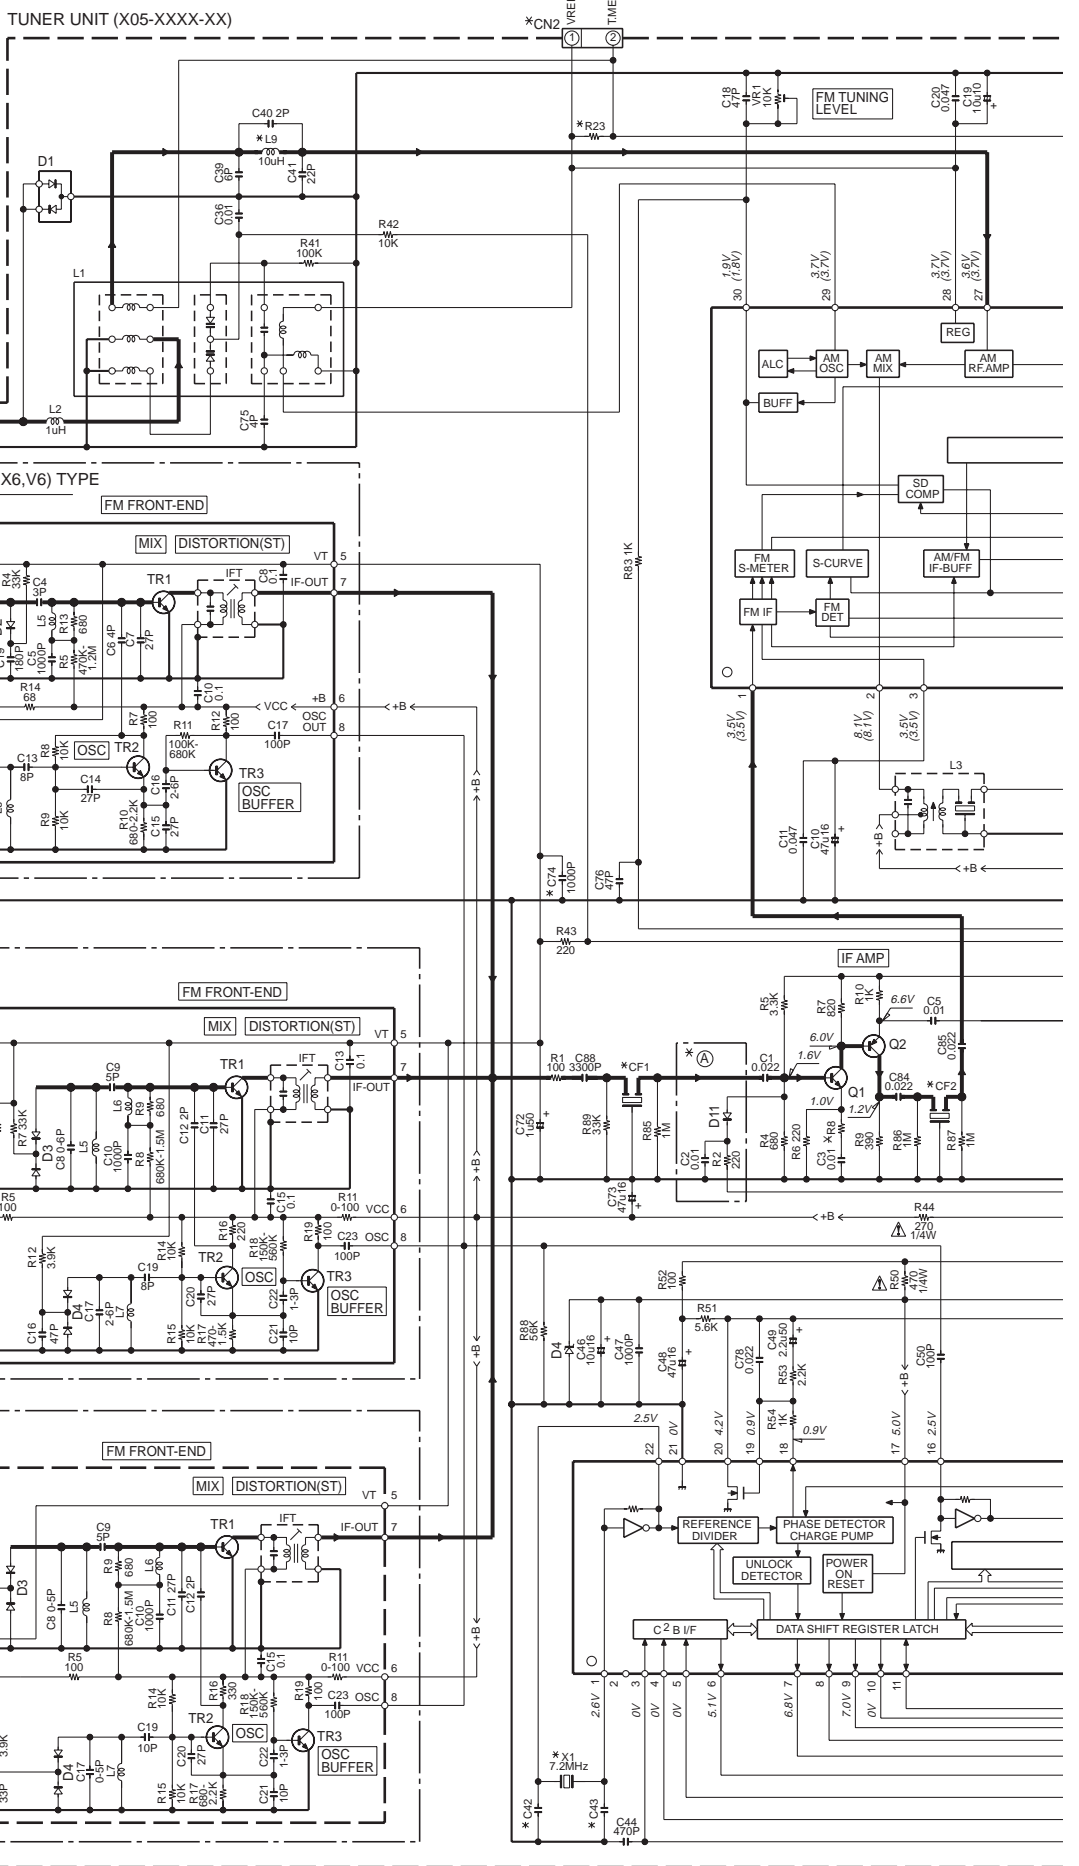 TUNER UNIT (X05-XXXX-XX)
*CN2
VREF
T.ME
1
2
C18
47P
VR1
10K
FM TUNING
LEVEL
C20
0.047
C19
10u10
+
C40 2P
*L9
10uH
*R23
D1
C39
6P
C41
22P
C36
0.01
R42
10K
R41
100K
L1
1.9V
(1.8V)
3.7V
(3.7V)
3.7V
(3.7V)
3.6V
(3.7V)
30
29
28
27
REG
ALC
AM
OSC
AM
MIX
AM
RF.AMP
BUFF
L2
1uH
C75
4P
X6,V6) TYPE
FM FRONT-END
SD
COMP
MIX
DISTORTION(ST)
VT
5
R83 1K
FM
S-METER
S-CURVE
AM/FM
IF-BUFF
R4
33K
C4
3P
TR1
IFT
C8
0.1
IF-OUT
7
FM IF
FM
DET
L5
R13
680
C6 4P
C7
27P
180P
C5
1000P
R5
470K-
1.2M
R14
68
C10
0.1
VCC
+B
6
+B
1
2
3
3.5V
(3.5V)
8.1V
(8.1V)
3.5V
(3.5V)
OSC
OUT
8
R7
100
R12
100
R11
100K-
680K
C17
100P
R8
10K
OSC
TR2
C13
8P
C14
27P
TR3
OSC
BUFFER
C16
2-6P
R9
10K
R10
680-2.2K
C15
27P
+B
L3
C11
0.047
C10
47u16
+
+B
+B
*C74
1000P
C76
47P
R43
220
IF AMP
FM FRONT-END
MIX
DISTORTION(ST)
VT
5
R5
3.3K
R7
820
R10
1K
6.6V
C5
0.01
6.0V
Q2
C85
0.022
C9
5P
TR1
IFT
C13
0.1
7
IF-OUT
R1
100
C88
3300P
*CF1
*A
C1
0.022
1.6V
Q1
C84
0.022
*CF2
R7 33K
D3
C8 0-6P
L5
L6
R9
680
C10
1000P
R8
680K-1.5M
C12 2P
C11
27P
C72
1u50
+
R89
33K
R85
1M
D11
C2
0.01
R2
220
1.0V
1.2V
R4
680
R6 220
C3
0.01
*R8
R9
390
R86
1M
R87
1M
C73
47u16
+
R5
100
C15
0.1
R11
0-100
VCC
6
+B
R44
270
1/4W
R12
3.9K
R14
10K
R16
220
R18
150K-
560K
R19
100
C23
100P
OSC
8
+B
C19
8P
TR2
OSC
TR3
OSC
BUFFER
C16
47P
D4
C17
2-6P
L7
C20
27P
C22
1-3P
R15
10K
R17
470-
1.5K
C21
10P
R52
100
R50
470
1/4W
R51
5.6K
R88
56K
D4
C46
10u16
+
C47
1000P
C48
47u16
+
C78
0.022
C49
2.2u50
+
R53
2.2K
+B
C50
100P
+B
R54
1K
2.5V
0V
4.2V
0.9V
0.9V
5.0V
2.5V
22
21
20
19
18
17
16
FM FRONT-END
MIX
DISTORTION(ST)
VT
5
C9
5P
TR1
IFT
IF-OUT
7
REFERENCE
DIVIDER
PHASE DETECTOR
CHARGE PUMP
UNLOCK
DETECTOR
POWER
ON
RESET
D3
C8 0-5P
L5
R9
680
R8
680K-1.5M
L6
C10
1000P
C11 27P
C12 2P
C²B I/F
DATA SHIFT REGISTER LATCH
+B
R5
100
C15
0.1
R11
0-100
VCC
6
1
2
3
4
5
6
7
8
9
10
11
2.6V
0V
0V
0V
5.1V
6.8V
7.0V
0V
R14
10K
R16
330
R18
150K-
560K
R19
100
C23
100P
OSC
8
C19
10P
TR2
OSC
TR3
OSC
BUFFER
3.9K
33P
D4
C17
0-5P
L7
C20
27P
C22
1-3P
R15
10K
R17
680-
2.2K
C21
10P
*X1
7.2MHz
*C42
*C43
C44
470P